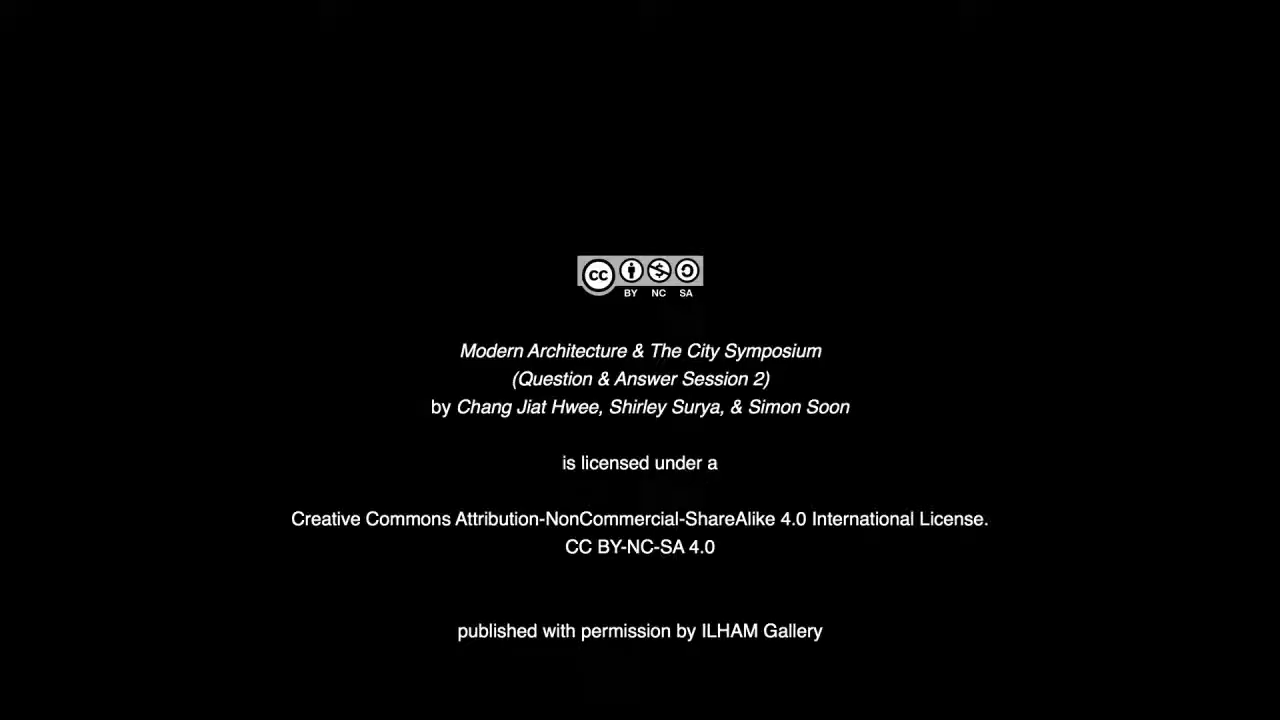 cc
BY NC SA
Modern Architecture & The City Symposium
(Question & Answer Session 2)
by Chang Jiat Hwee, Shirley Surya, & Simon Soon
is licensed under a
Creative Commons Attribution-NonCommercial-ShareAlike 4.0 International License.
CC BY-NC-SA 4.0
published with permission by ILHAM Gallery